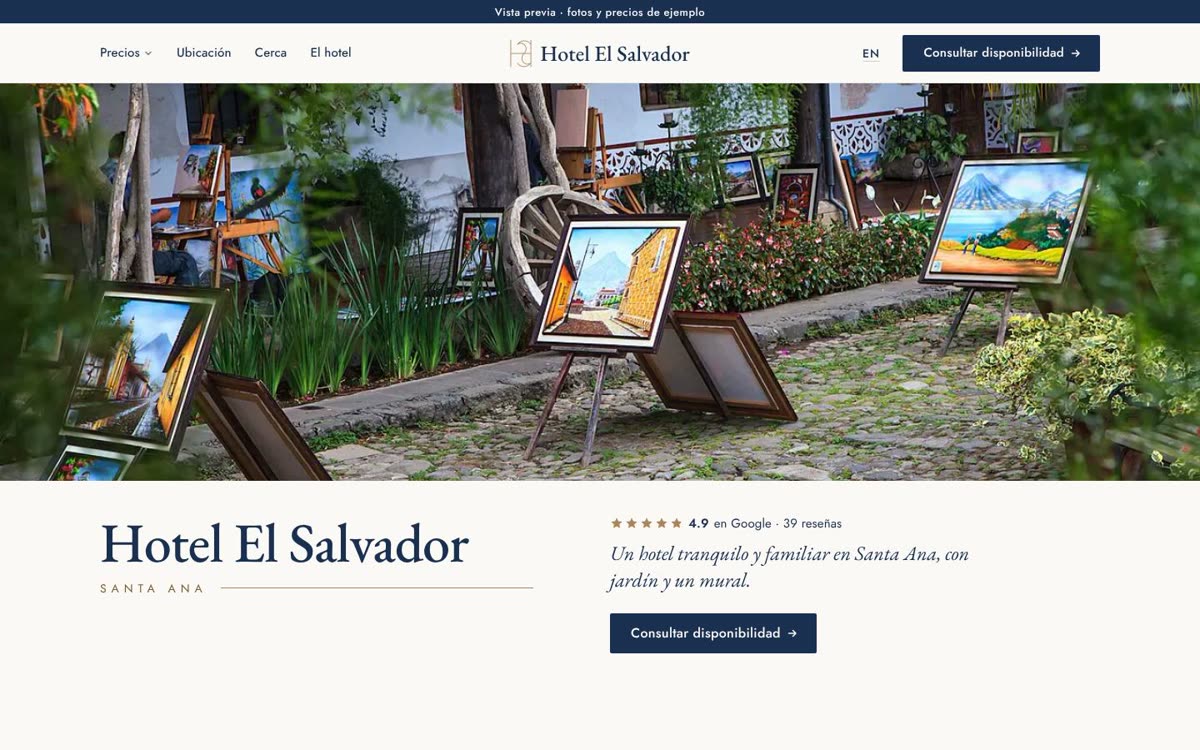 Vista previa · fotos y precios de ejemplo
Precios
Ubicación
Cerca
El hotel
Hotel El Salvador
EN
Consultar disponibilidad →
Hotel El Salvador
SANTA ANA
★★★★★ 4.9 en Google · 39 reseñas
Un hotel tranquilo y familiar en Santa Ana, con
jardín y un mural.
Consultar disponibilidad →